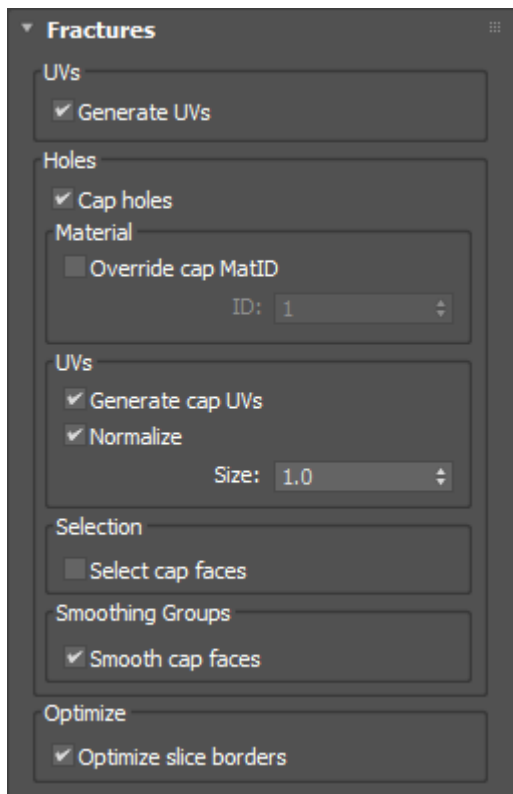 Fractures
UVs
Generate UVs
Holes
Cap holes
Material
Override cap MatID
ID: 1
UVs
Generate cap UVs
Normalize
Size: 1.0
Selection
Select cap faces
Smoothing Groups
Smooth cap faces
Optimize
Optimize slice borders